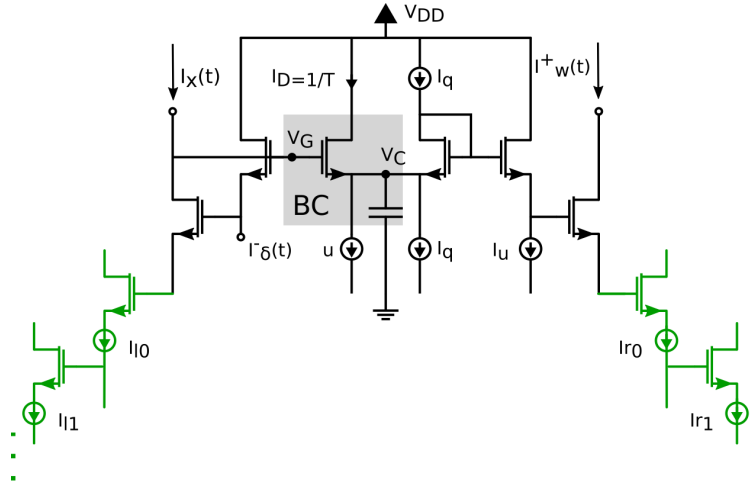 VDD
Ix(t)
ID=1/T
Iq
I+w(t)
VG
VC
BC
I-δ(t)
u
Iq
Iu
Il0
Ir0
Il1
Ir1